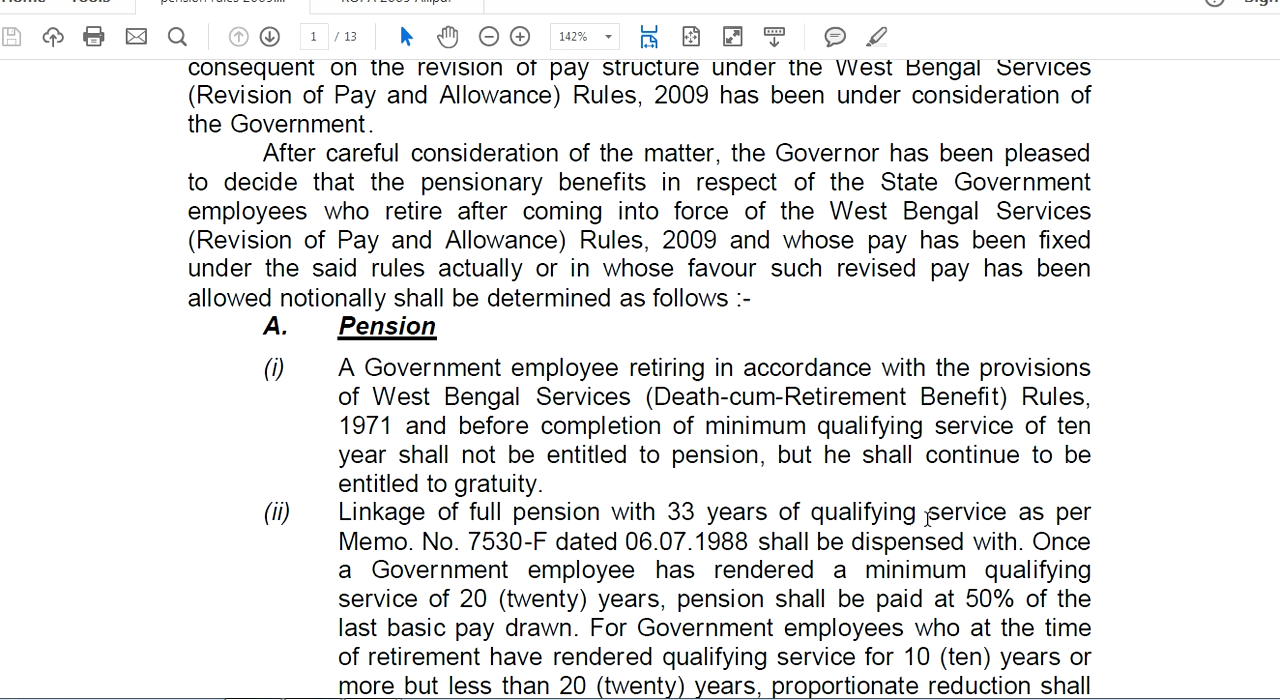 pension rules 2009....
1 / 13
142%
consequent on the revision of pay structure under the West Bengal Services
(Revision of Pay and Allowance) Rules, 2009 has been under consideration of
the Government.
After careful consideration of the matter, the Governor has been pleased
to decide that the pensionary benefits in respect of the State Government
employees who retire after coming into force of the West Bengal Services
(Revision of Pay and Allowance) Rules, 2009 and whose pay has been fixed
under the said rules actually or in whose favour such revised pay has been
allowed notionally shall be determined as follows :-
A. Pension
(i) A Government employee retiring in accordance with the provisions
of West Bengal Services (Death-cum-Retirement Benefit) Rules,
1971 and before completion of minimum qualifying service of ten
year shall not be entitled to pension, but he shall continue to be
entitled to gratuity.
(ii) Linkage of full pension with 33 years of qualifying service as per
Memo. No. 7530-F dated 06.07.1988 shall be dispensed with. Once
a Government employee has rendered a minimum qualifying
service of 20 (twenty) years, pension shall be paid at 50% of the
last basic pay drawn. For Government employees who at the time
of retirement have rendered qualifying service for 10 (ten) years or
more but less than 20 (twenty) years, proportionate reduction shall